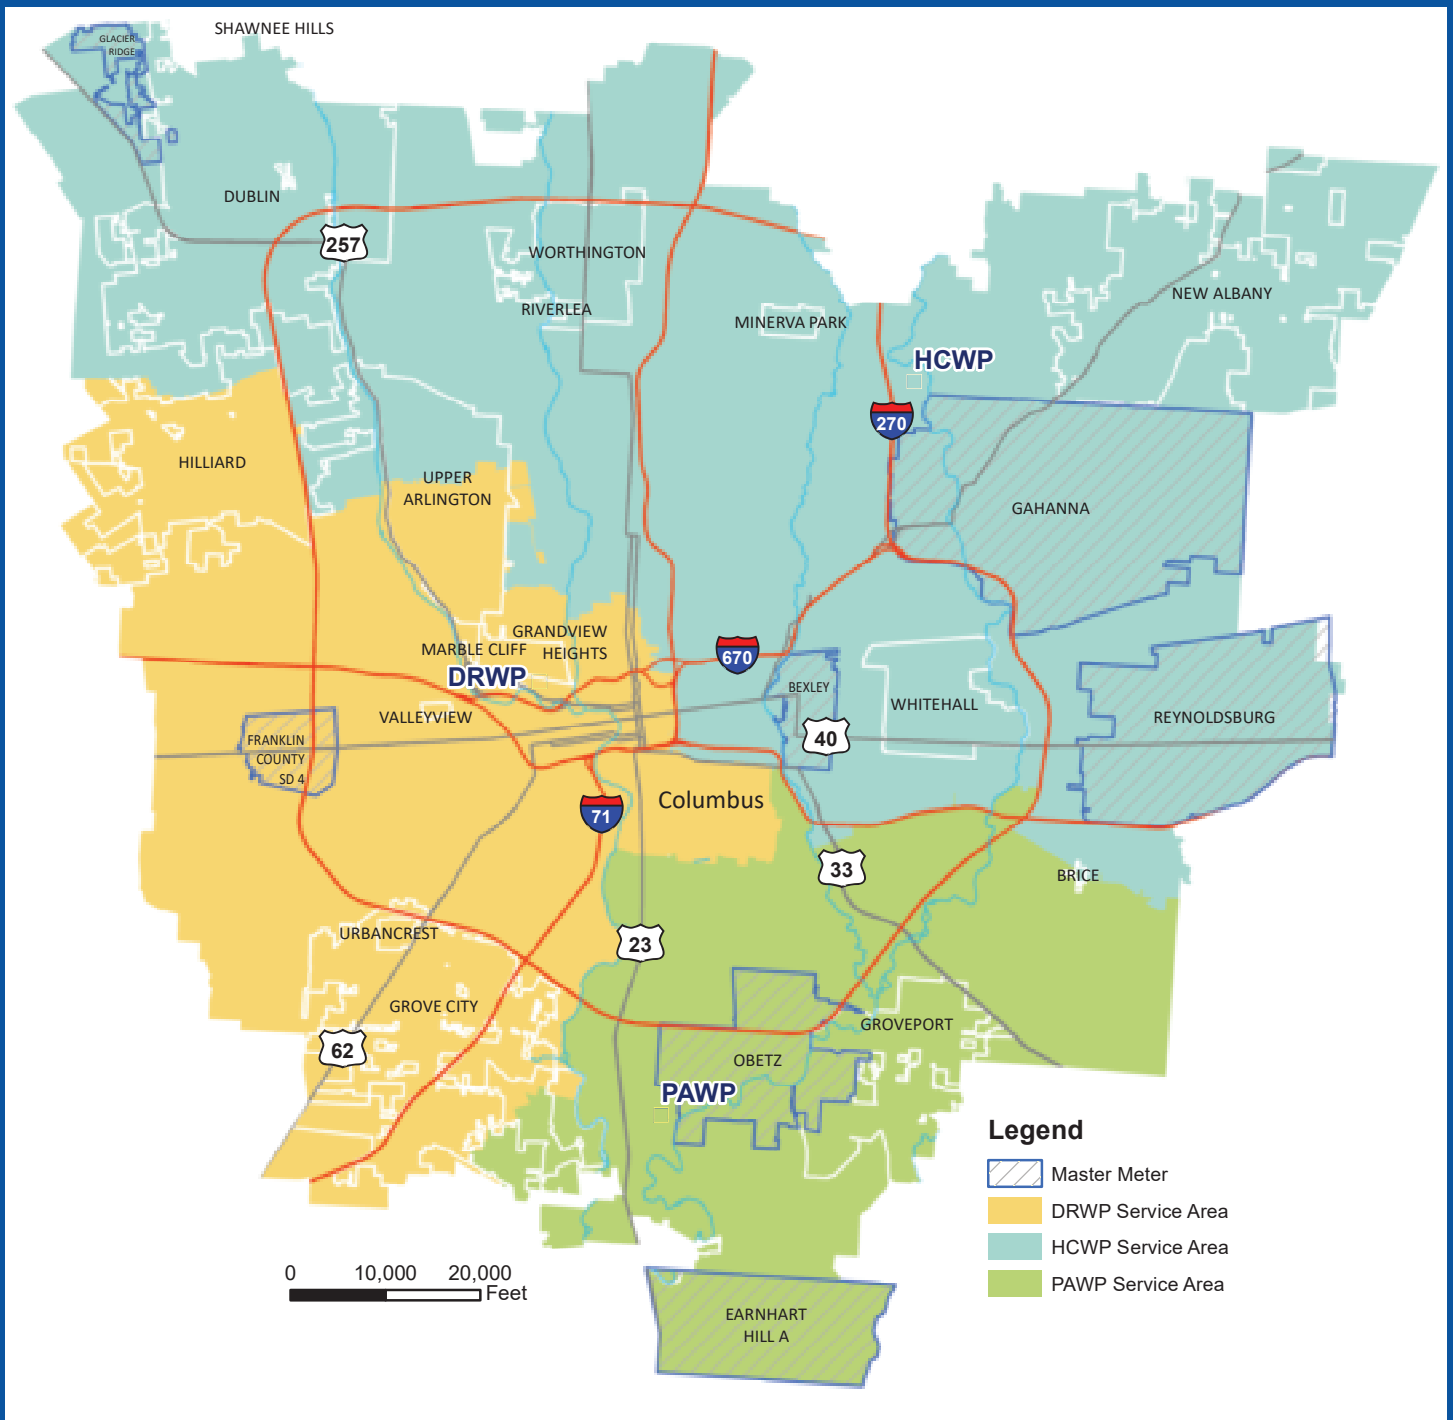 SHAWNEE HILLS
GLACIER
RIDGE
DUBLIN
257
WORTHINGTON
RIVERLEA
MINERVA PARK
NEW ALBANY
HCWP
270
HILLIARD
UPPER
ARLINGTON
GAHANNA
GRANDVIEW
HEIGHTS
MARBLE CLIFF
DRWP
670
BEXLEY
WHITEHALL
REYNOLDSBURG
VALLEYVIEW
40
FRANKLIN
COUNTY
SD 4
Columbus
71
33
BRICE
URBANCREST
23
GROVE CITY
GROVEPORT
62
OBETZ
PAWP
Legend
Master Meter
DRWP Service Area
HCWP Service Area
PAWP Service Area
0 10,000 20,000
Feet
EARNHART
HILL A